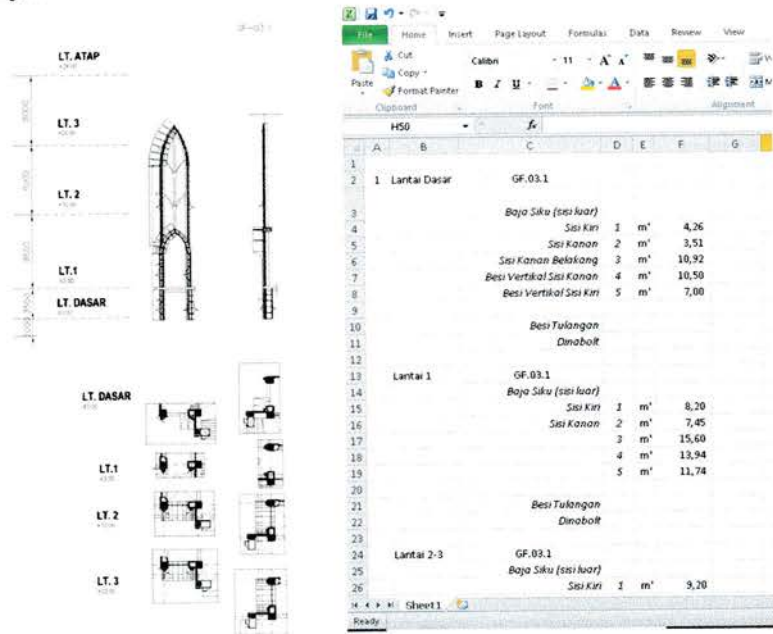 LT. ATAP
LT. 3
LT. 2
LT.1
LT. DASAR
LT. DASAR
LT.1
LT. 2
LT. 3
File Home Insert Page Layout Formulas Data Review View
Cut
Copy
Format Painter
Paste
Calibri 11
B I U
Clipboard Font Alignment
H50 fx
A B C D E F G
1
2 1 Lantai Dasar GF.03.1
3 Baja Siku (sisi luar)
4 Sisi Kiri 1 m' 4,26
5 Sisi Kanan 2 m' 3,51
6 Sisi Kanan Belakang 3 m' 10,92
7 Besi Vertikal Sisi Kanan 4 m' 10,50
8 Besi Vertikal Sisi Kiri 5 m' 7,00
9
10 Besi Tulangan
11 Dinabolt
12
13 Lantai 1 GF.03.1
14 Baja Siku (sisi luar)
15 Sisi Kiri 1 m' 8,20
16 Sisi Kanan 2 m' 7,45
17 3 m' 15,60
18 4 m' 13,94
19 5 m' 11,74
20
21 Besi Tulangan
22 Dinabolt
23
24 Lantai 2-3 GF.03.1
25 Baja Siku (sisi luar)
26 Sisi Kiri 1 m' 9,20
Sheet1
Ready